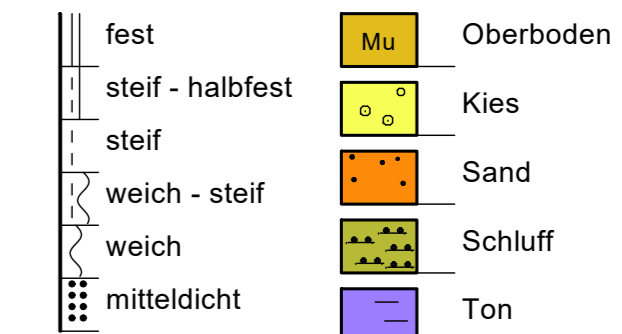 fest
steif - halbfest
steif
weich - steif
weich
mitteldicht
Mu Oberboden
Kies
Sand
Schluff
Ton